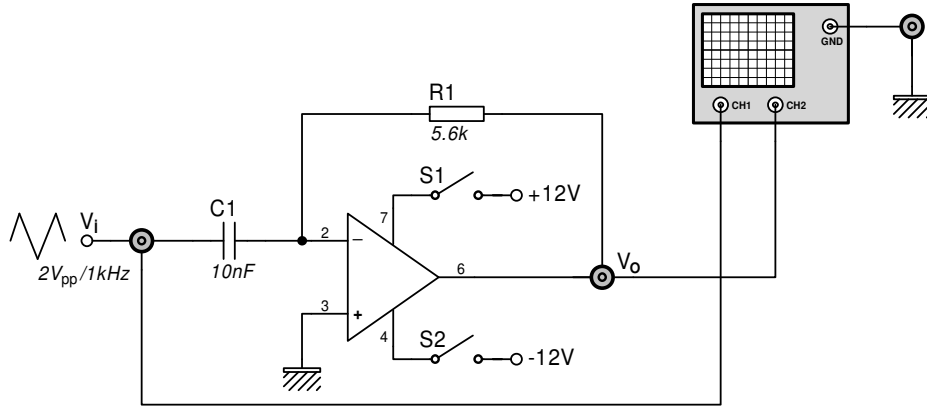 GND
CH1 CH2
R1
5.6k
S1
+12V
7
Vi
C1
2
−
6
Vo
2Vpp/1kHz
10nF
3
+
4
S2
-12V